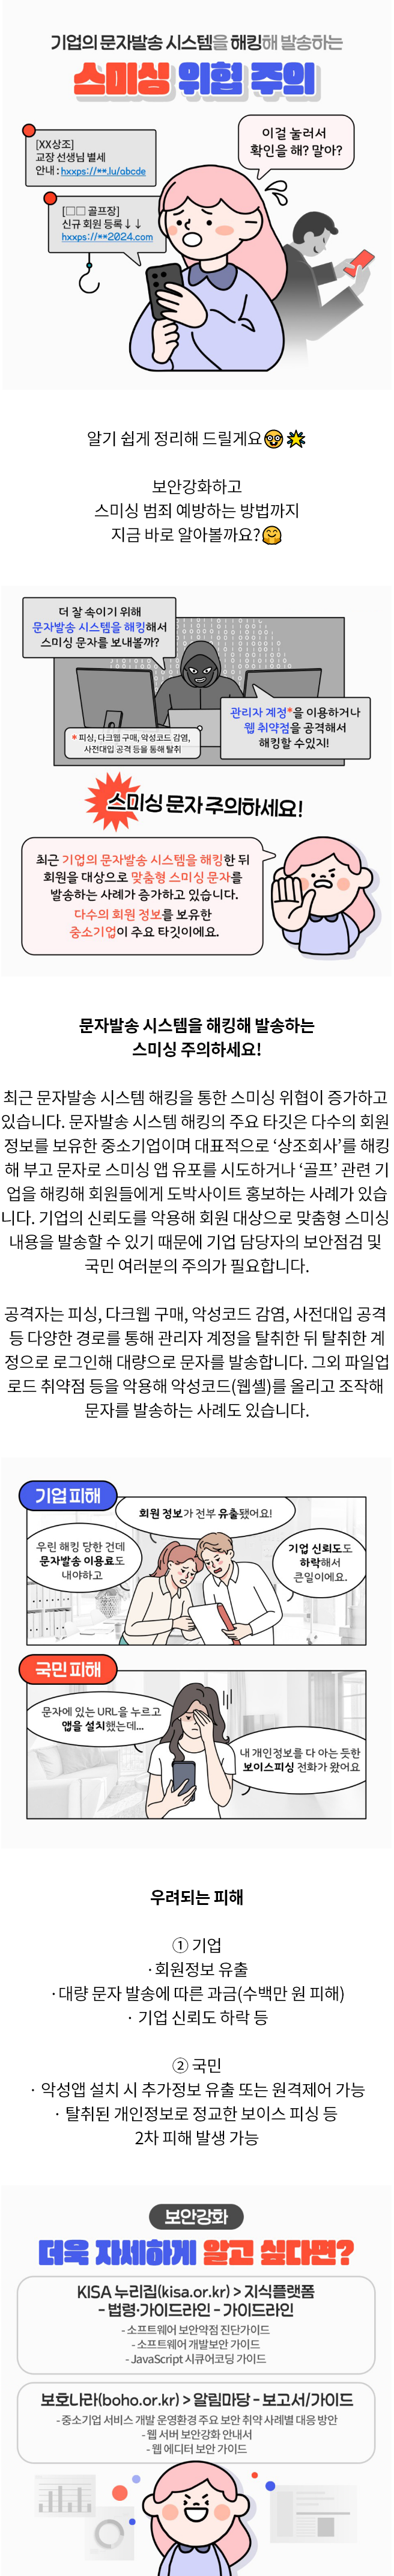 기업의 문자발송 시스템을 해킹해 발송하는
스미싱 위협 주의
이걸 눌러서
확인을 해? 말아?
[XX상조]
교장 선생님 별세
안내 : hxxps://**.lu/abcde
[□□ 골프장]
신규 회원 등록↓↓
hxxps://**2024.com
알기 쉽게 정리해 드릴게요🤓🌟
보안강화하고
스미싱 범죄 예방하는 방법까지
지금 바로 알아볼까요?🤗
더 잘 속이기 위해
문자발송 시스템을 해킹해서
스미싱 문자를 보내볼까?
관리자 계정*을 이용하거나
웹 취약점을 공격해서
해킹할 수있지!
* 피싱, 다크웹 구매, 악성코드 감염,
사전대입 공격 등을 통해 탈취
스미싱 문자 주의하세요!
최근 기업의 문자발송 시스템을 해킹한 뒤
회원을 대상으로 맞춤형 스미싱 문자를
발송하는 사례가 증가하고 있습니다.
다수의 회원 정보를 보유한
중소기업이 주요 타깃이에요.
문자발송 시스템을 해킹해 발송하는
스미싱 주의하세요!
최근 문자발송 시스템 해킹을 통한 스미싱 위협이 증가하고
있습니다. 문자발송 시스템 해킹의 주요 타깃은 다수의 회원
정보를 보유한 중소기업이며 대표적으로 ‘상조회사’를 해킹
해 부고 문자로 스미싱 앱 유포를 시도하거나 ‘골프’ 관련 기
업을 해킹해 회원들에게 도박사이트 홍보하는 사례가 있습
니다. 기업의 신뢰도를 악용해 회원 대상으로 맞춤형 스미싱
내용을 발송할 수 있기 때문에 기업 담당자의 보안점검 및
국민 여러분의 주의가 필요합니다.
공격자는 피싱, 다크웹 구매, 악성코드 감염, 사전대입 공격
등 다양한 경로를 통해 관리자 계정을 탈취한 뒤 탈취한 계
정으로 로그인해 대량으로 문자를 발송합니다. 그외 파일업
로드 취약점 등을 악용해 악성코드(웹셸)를 올리고 조작해
문자를 발송하는 사례도 있습니다.
기업 피해
회원 정보가 전부 유출됐어요!
우린 해킹 당한 건데
문자발송 이용료도
내야하고
기업 신뢰도도
하락해서
큰일이에요.
국민 피해
문자에 있는 URL을 누르고
앱을 설치했는데...
내 개인정보를 다 아는 듯한
보이스피싱 전화가 왔어요
우려되는 피해
① 기업
· 회원정보 유출
· 대량 문자 발송에 따른 과금(수백만 원 피해)
· 기업 신뢰도 하락 등
② 국민
· 악성앱 설치 시 추가정보 유출 또는 원격제어 가능
· 탈취된 개인정보로 정교한 보이스 피싱 등
2차 피해 발생 가능
보안강화
더욱 자세하게 알고 싶다면?
KISA 누리집(kisa.or.kr) > 지식플랫폼
- 법령·가이드라인 - 가이드라인
- 소프트웨어 보안약점 진단가이드
- 소프트웨어 개발보안 가이드
- JavaScript 시큐어코딩 가이드
보호나라(boho.or.kr) > 알림마당 - 보고서/가이드
- 중소기업 서비스 개발 운영환경 주요 보안 취약 사례별 대응 방안
- 웹 서버 보안강화 안내서
- 웹 에디터 보안 가이드